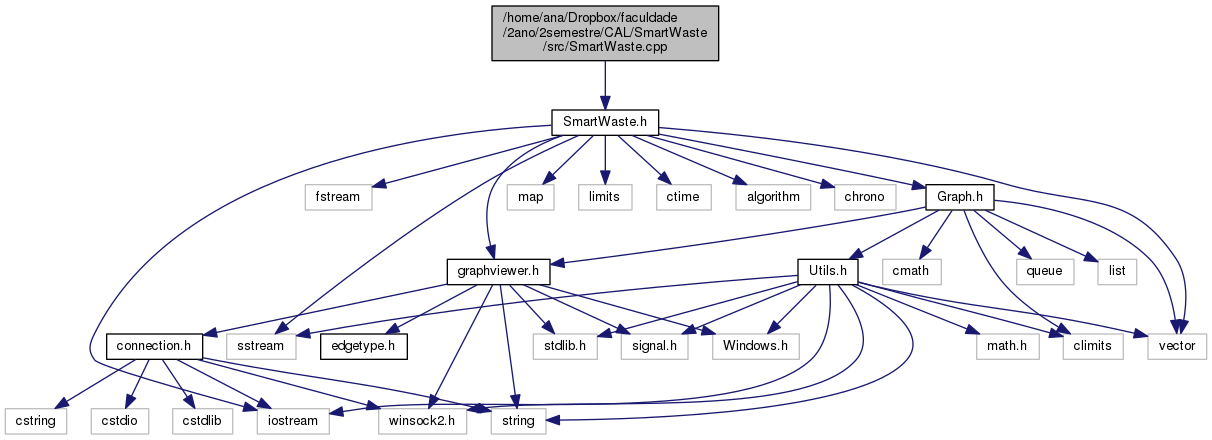 /home/ana/Dropbox/faculdade
/2ano/2semestre/CAL/SmartWaste
/src/SmartWaste.cpp
SmartWaste.h
fstream
map
limits
ctime
algorithm
chrono
Graph.h
graphviewer.h
Utils.h
cmath
queue
list
connection.h
sstream
edgetype.h
stdlib.h
signal.h
Windows.h
math.h
climits
vector
cstring
cstdio
cstdlib
iostream
winsock2.h
string